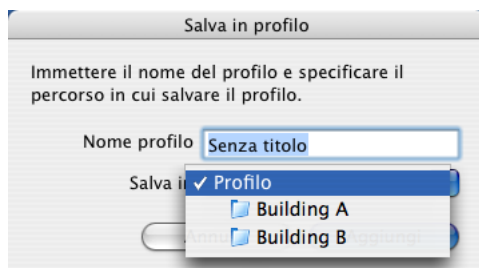 Salva in profilo
Immettere il nome del profilo e specificare il
percorso in cui salvare il profilo.
Nome profilo Senza titolo
Salva in ✓ Profilo
Building A
Building B
Aggiungi